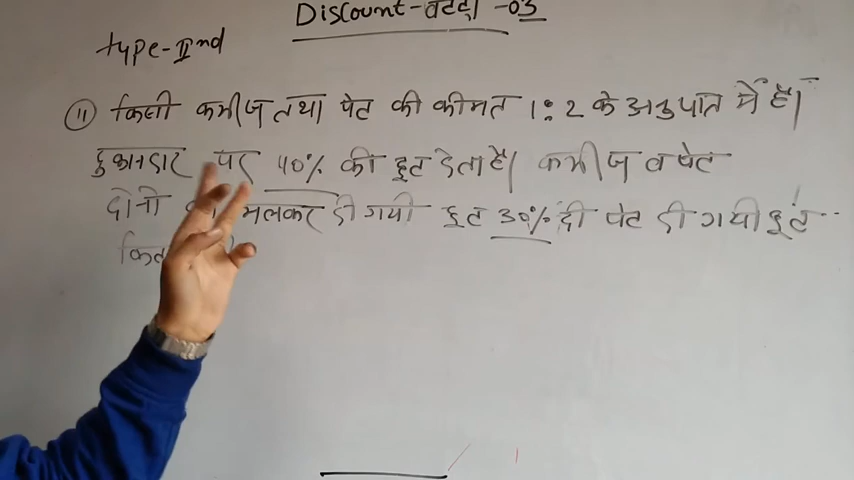 Discount-बट्टा -03
type-IInd
(11) किसी कमीज तथा पेंट की कीमत 1:2 के अनुपात में है।
दुकानदार पर 40% की छूट देता है। कमीज व पेंट
दोनो मिलकर दी गयी छूट 30% दी पेंट दी गयी छूट